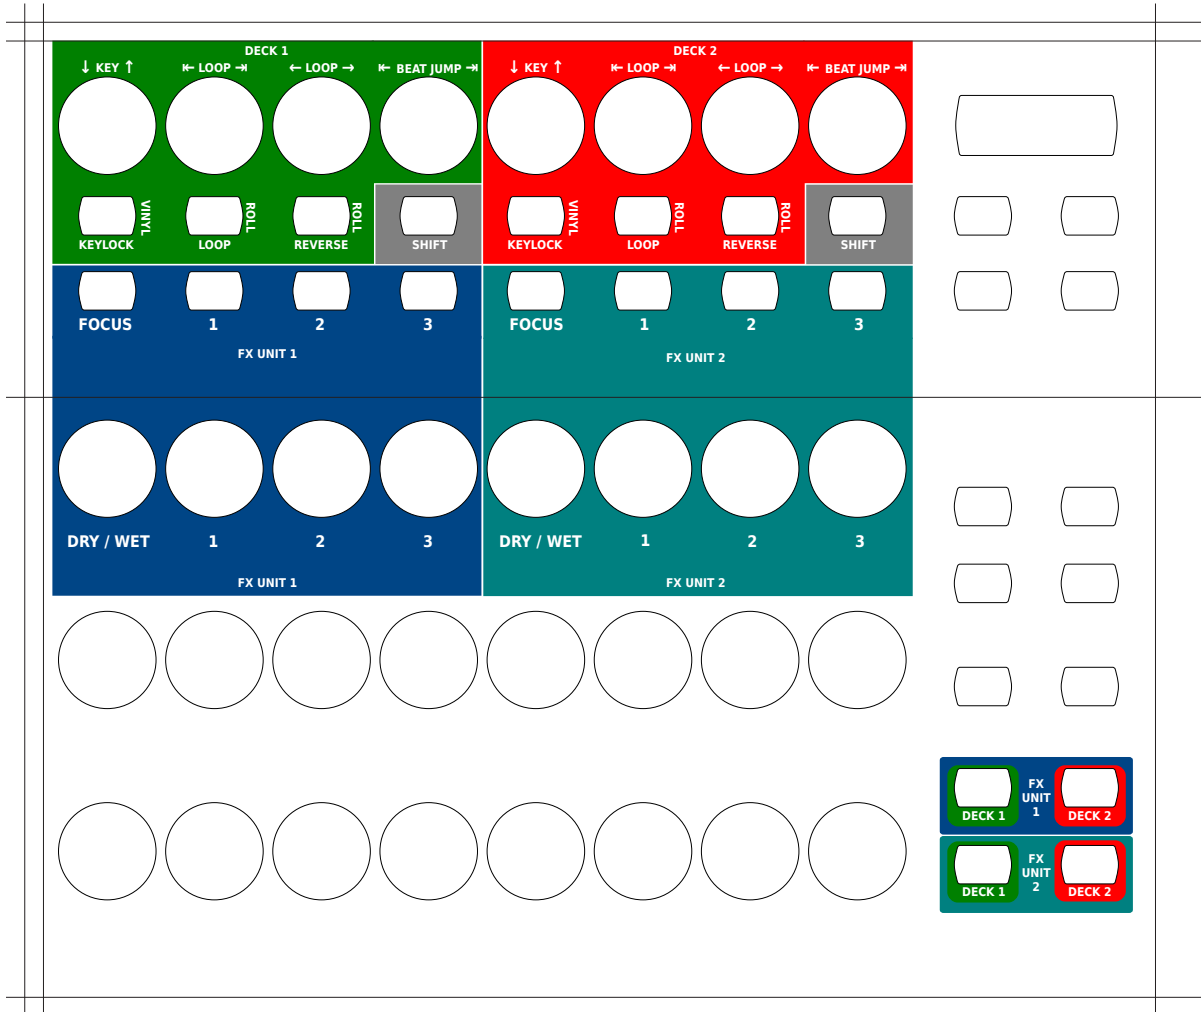 DECK 1
DECK 2
↓ KEY ↑ ⇤ LOOP ⇥ ← LOOP → ⇤ BEAT JUMP ⇥
↓ KEY ↑ ⇤ LOOP ⇥ ← LOOP → ⇤ BEAT JUMP ⇥
VINYL
ROLL
ROLL
VINYL
ROLL
ROLL
KEYLOCK LOOP REVERSE SHIFT
KEYLOCK LOOP REVERSE SHIFT
FOCUS 1 2 3
FOCUS 1 2 3
FX UNIT 1
FX UNIT 2
DRY / WET 1 2 3
DRY / WET 1 2 3
FX UNIT 1
FX UNIT 2
FX
UNIT
1
DECK 1
DECK 2
FX
UNIT
2
DECK 1
DECK 2